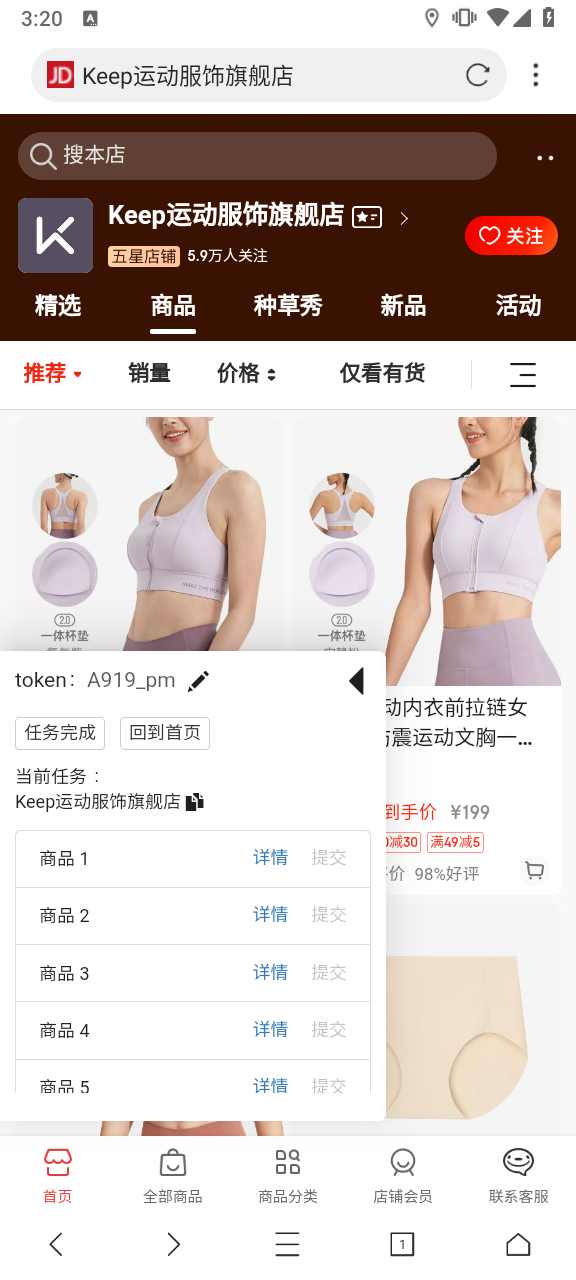 3:20
A
JD Keep运动服饰旗舰店
搜本店
Keep运动服饰旗舰店
五星店铺 5.9万人关注
关注
精选 商品 种草秀 新品 活动
推荐 销量 价格 仅看有货
2.0
一体杯垫
2.0
一体杯垫
token: A919_pm
任务完成 回到首页
当前任务：
Keep运动服饰旗舰店
商品 1 详情 提交
商品 2 详情 提交
商品 3 详情 提交
商品 4 详情 提交
商品 5 详情 提交
动内衣前拉链女
震运动文胸一...
到手价 ¥199
减30 满49减5
价 98%好评
首页 全部商品 商品分类 店铺会员 联系客服
1